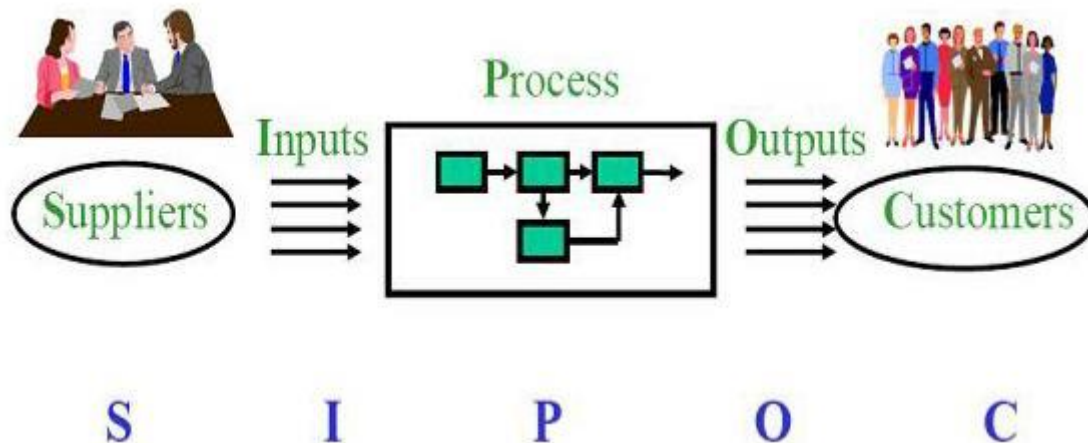 Process
Inputs
Outputs
Suppliers
Customers
S I P O C